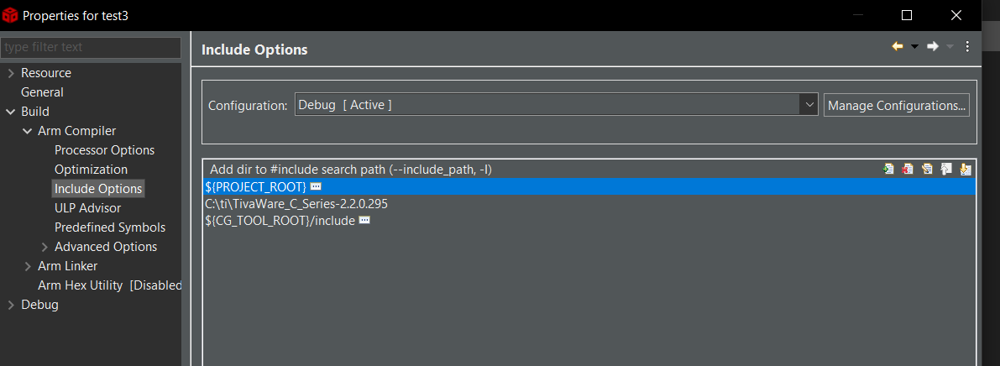 Properties for test3
type filter text
Resource
General
Build
Arm Compiler
Processor Options
Optimization
Include Options
ULP Advisor
Predefined Symbols
Advanced Options
Arm Linker
Arm Hex Utility [Disabled
Debug
Include Options
Configuration: Debug [ Active ] Manage Configurations...
Add dir to #include search path (--include_path, -I)
${PROJECT_ROOT}
C:\ti\TivaWare_C_Series-2.2.0.295
${CG_TOOL_ROOT}/include